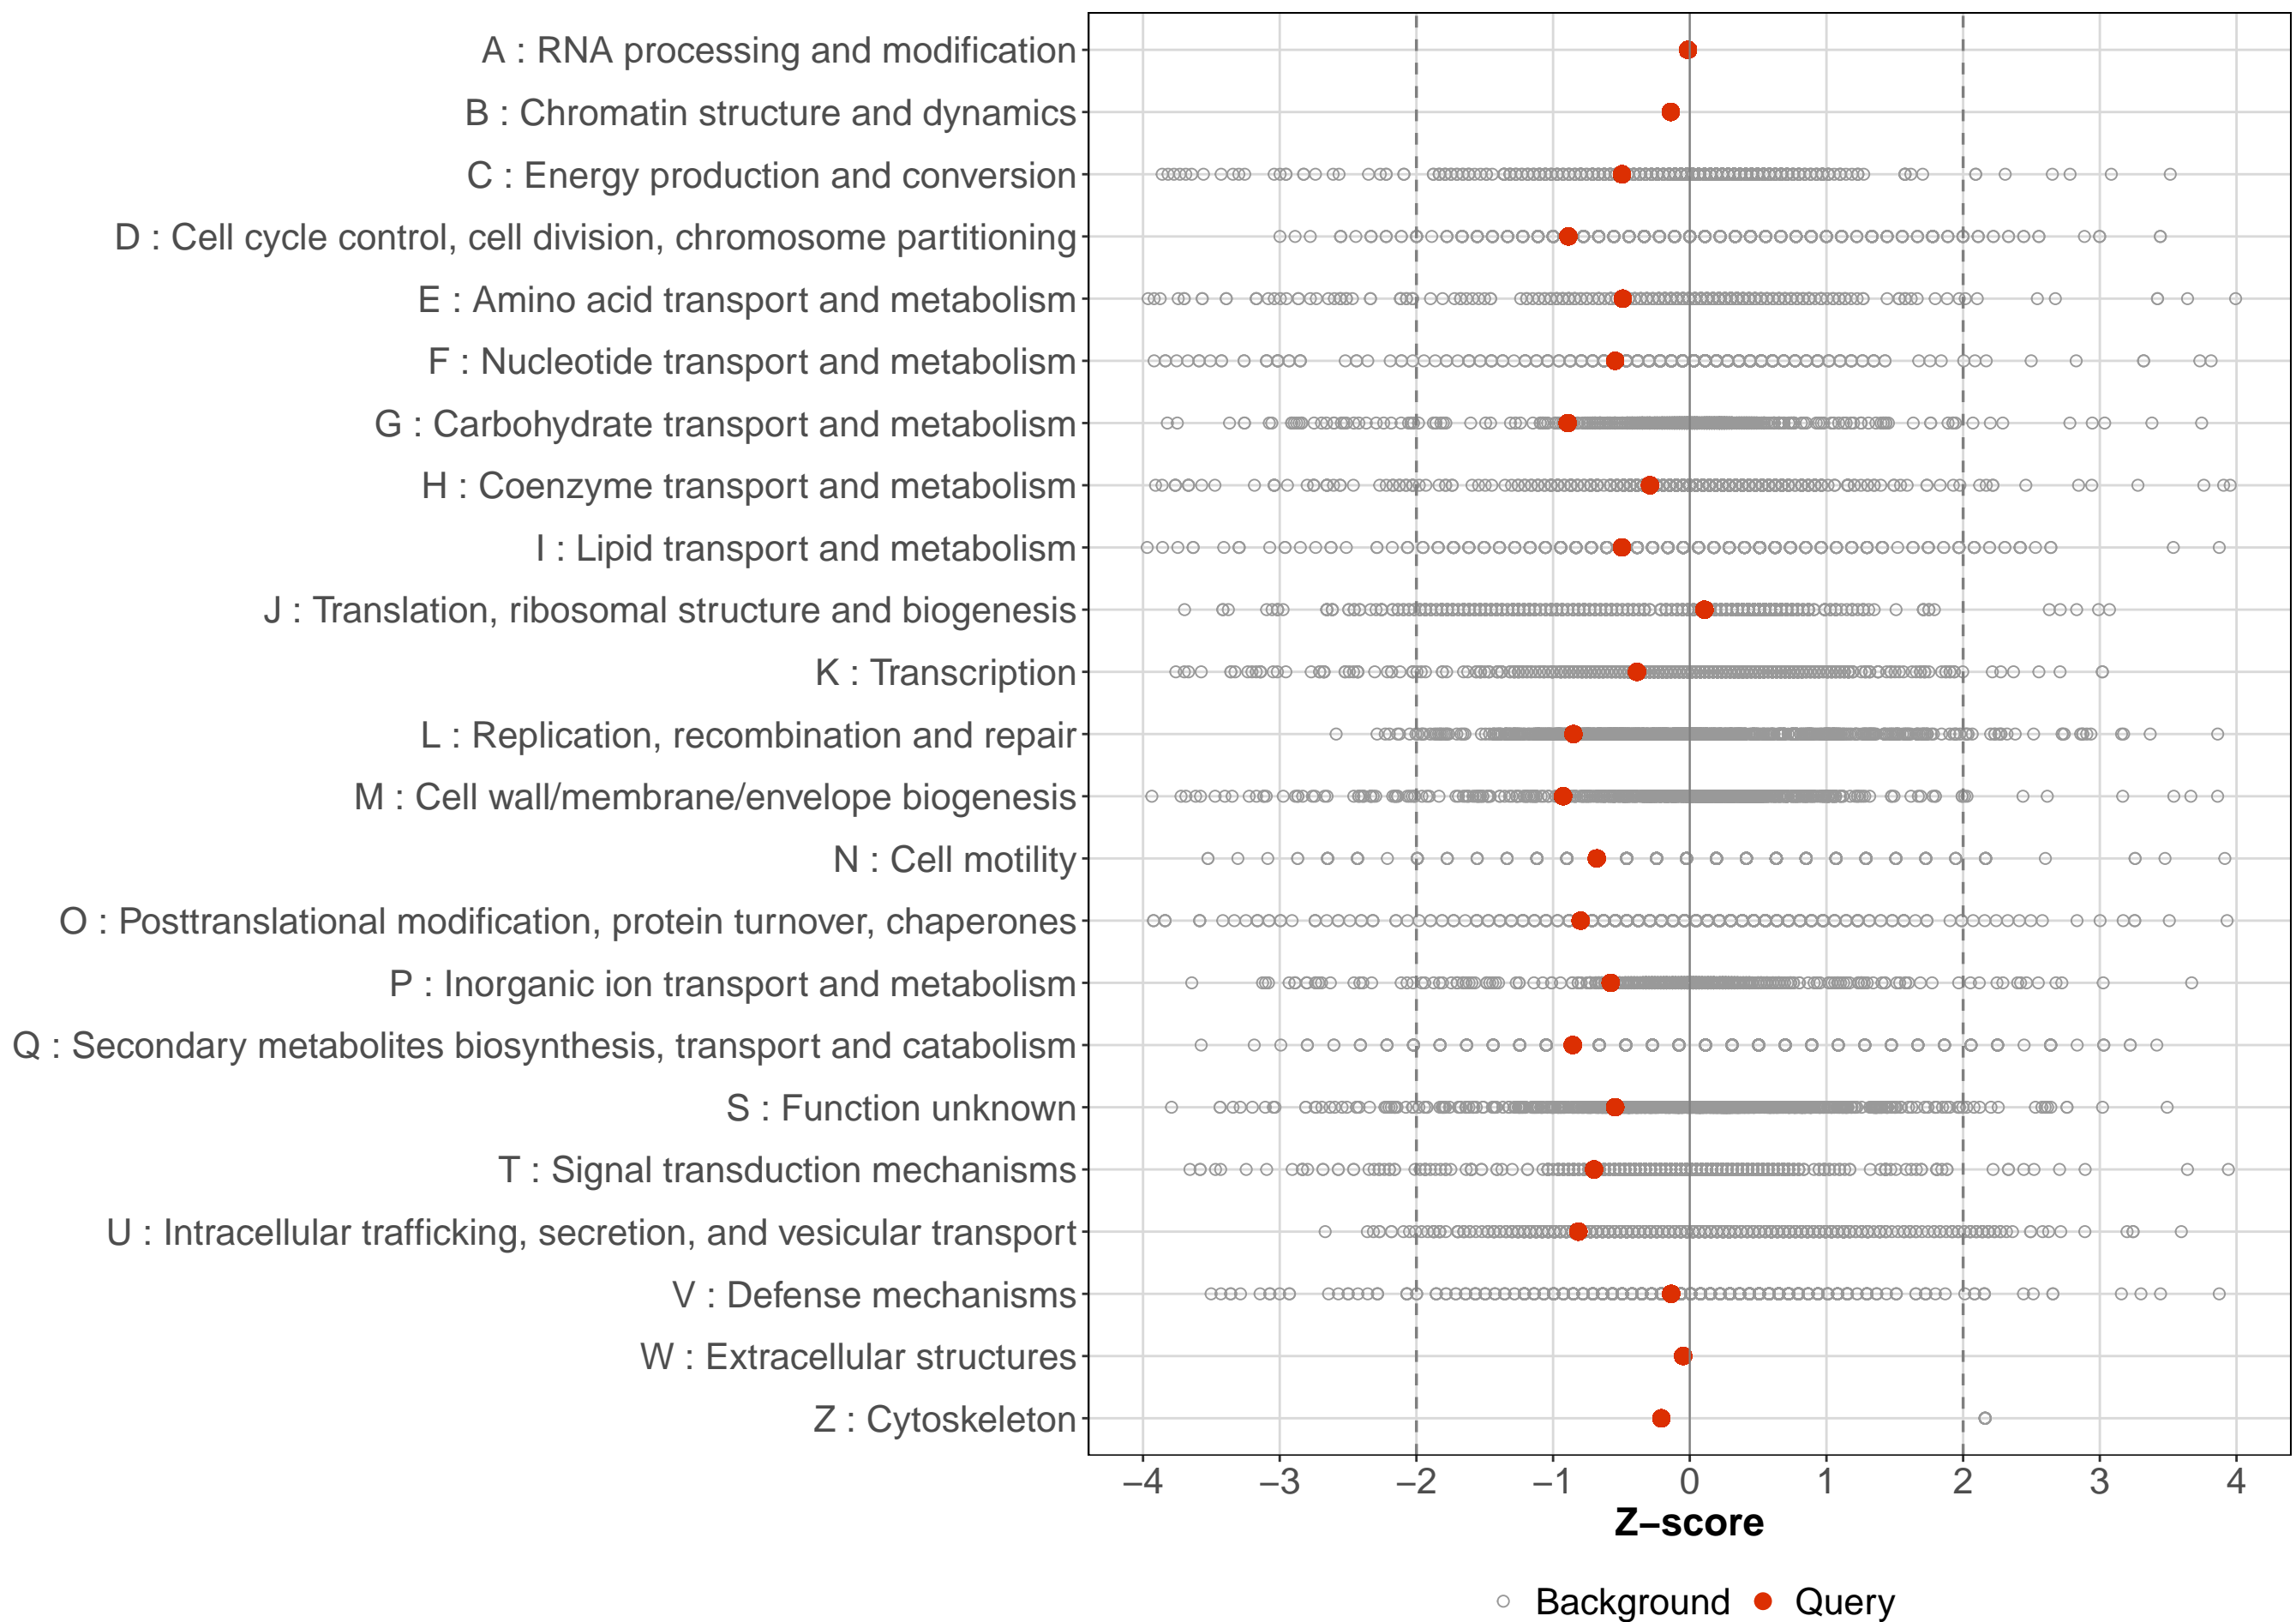 A : RNA processing and modification
B : Chromatin structure and dynamics
C : Energy production and conversion
D : Cell cycle control, cell division, chromosome partitioning
E : Amino acid transport and metabolism
F : Nucleotide transport and metabolism
G : Carbohydrate transport and metabolism
H : Coenzyme transport and metabolism
I : Lipid transport and metabolism
J : Translation, ribosomal structure and biogenesis
K : Transcription
L : Replication, recombination and repair
M : Cell wall/membrane/envelope biogenesis
N : Cell motility
O : Posttranslational modification, protein turnover, chaperones
P : Inorganic ion transport and metabolism
Q : Secondary metabolites biosynthesis, transport and catabolism
S : Function unknown
T : Signal transduction mechanisms
U : Intracellular trafficking, secretion, and vesicular transport
V : Defense mechanisms
W : Extracellular structures
Z : Cytoskeleton
−4 −3 −2 −1 0 1 2 3 4
Z−score
Background Query